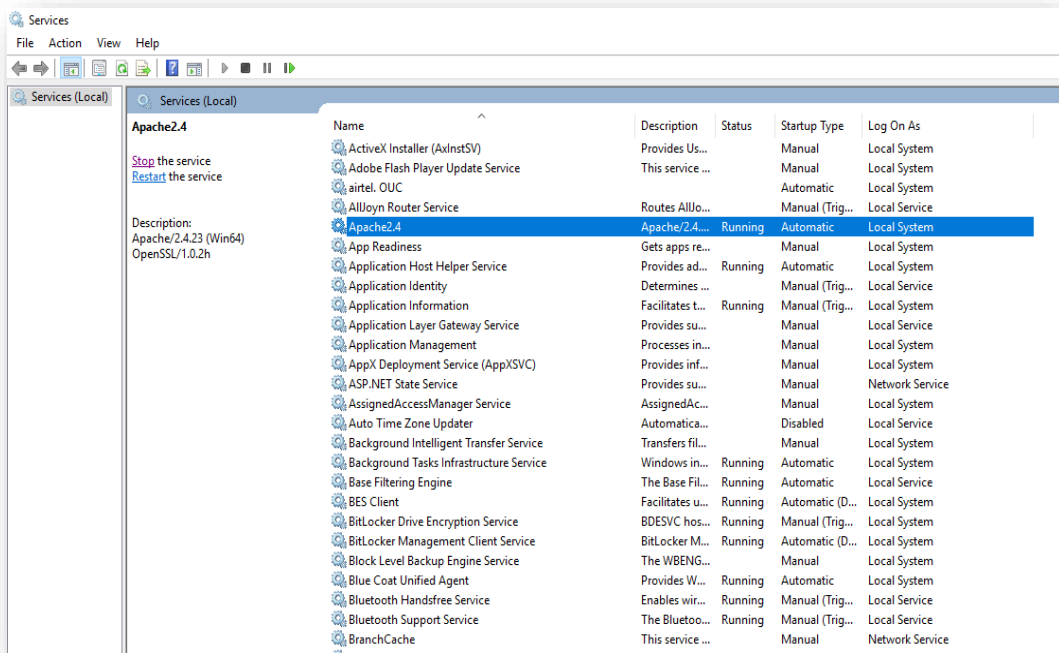 Services
File Action View Help
Services (Local)
Services (Local)
Apache2.4
Stop the service
Restart the service
Description:
Apache/2.4.23 (Win64)
OpenSSL/1.0.2h
Name Description Status Startup Type Log On As
ActiveX Installer (AxInstSV) Provides Us... Manual Local System
Adobe Flash Player Update Service This service ... Manual Local System
airtel. OUC Automatic Local System
AllJoyn Router Service Routes AllJo... Manual (Trig... Local Service
Apache2.4 Apache/2.4.... Running Automatic Local System
App Readiness Gets apps re... Manual Local System
Application Host Helper Service Provides ad... Running Automatic Local System
Application Identity Determines ... Manual (Trig... Local Service
Application Information Facilitates t... Running Manual (Trig... Local System
Application Layer Gateway Service Provides su... Manual Local Service
Application Management Processes in... Manual Local System
AppX Deployment Service (AppXSVC) Provides inf... Manual Local System
ASP.NET State Service Provides su... Manual Network Service
AssignedAccessManager Service AssignedAc... Manual Local System
Auto Time Zone Updater Automatica... Disabled Local Service
Background Intelligent Transfer Service Transfers fil... Manual Local System
Background Tasks Infrastructure Service Windows in... Running Automatic Local System
Base Filtering Engine The Base Fil... Running Automatic Local Service
BES Client Facilitates u... Running Automatic (D... Local System
BitLocker Drive Encryption Service BDESVC hos... Running Manual (Trig... Local System
BitLocker Management Client Service BitLocker M... Running Automatic (D... Local System
Block Level Backup Engine Service The WBENG... Manual Local System
Blue Coat Unified Agent Provides W... Running Automatic Local System
Bluetooth Handsfree Service Enables wir... Running Manual (Trig... Local Service
Bluetooth Support Service The Bluetoo... Running Manual (Trig... Local Service
BranchCache This service ... Manual Network Service